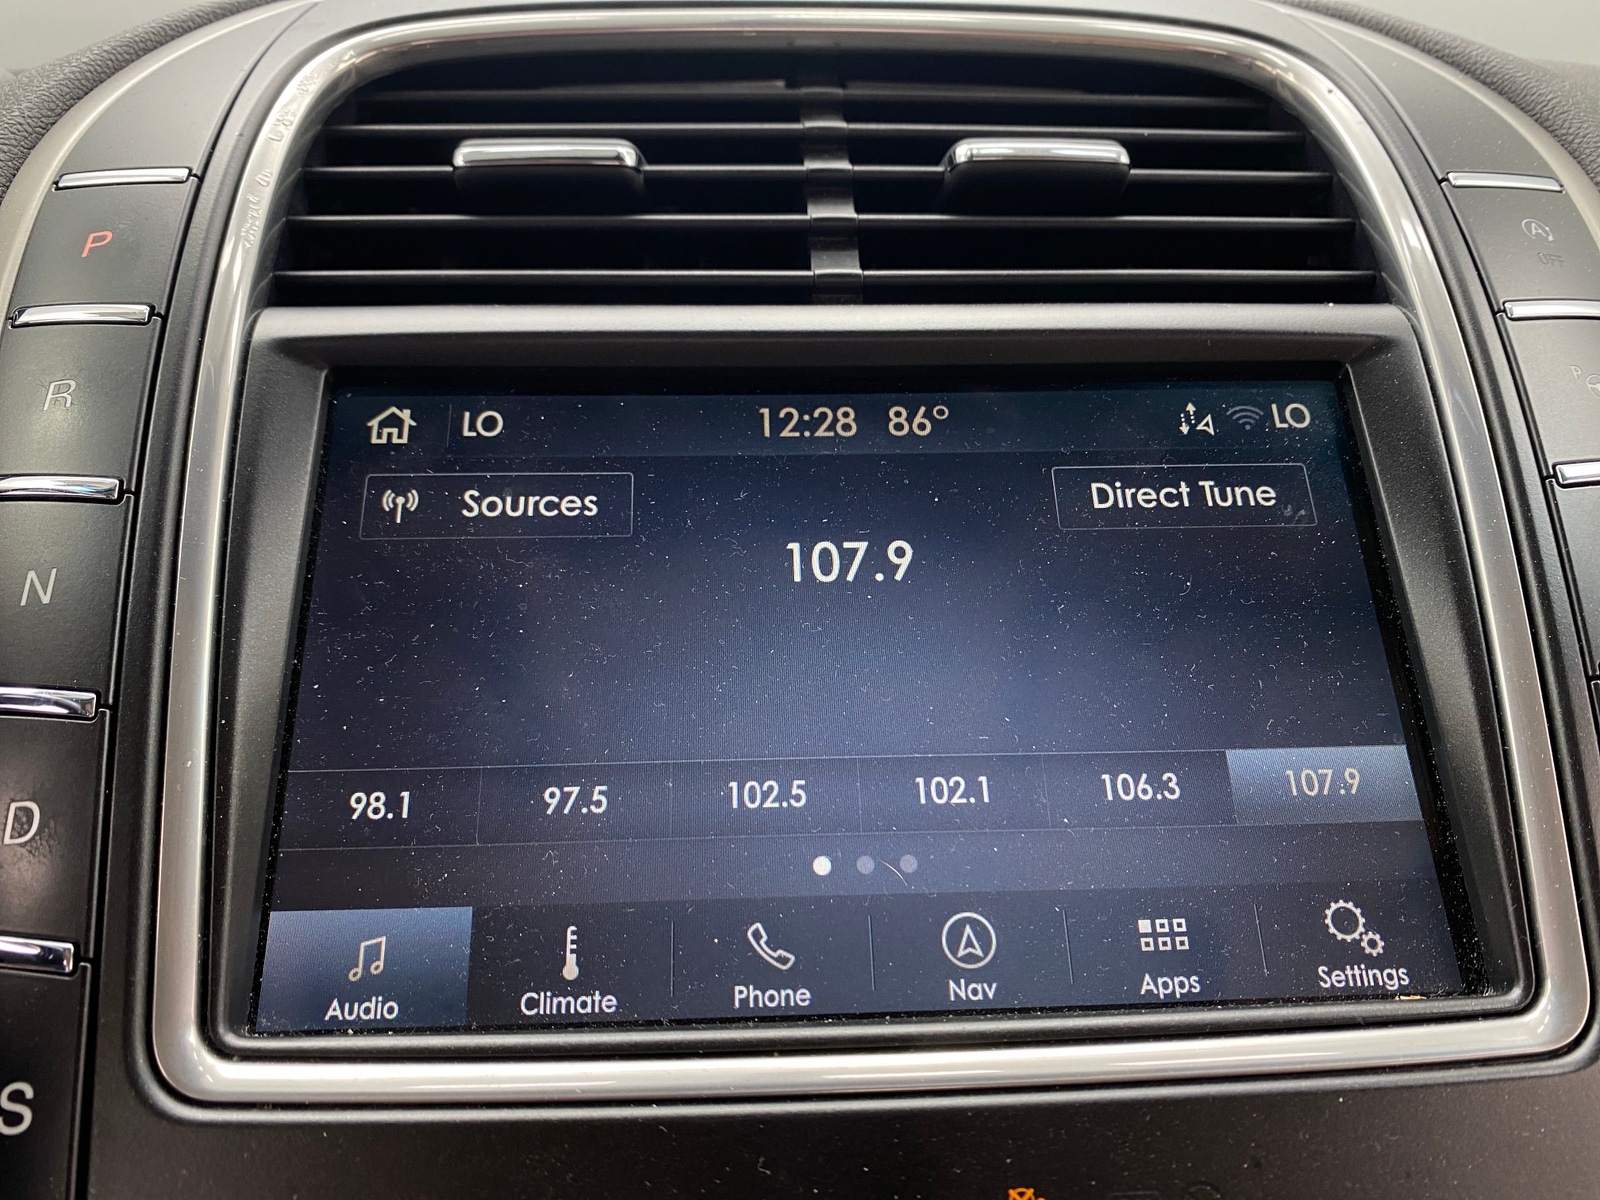 P
R
N
D
S
A
OFF
P
LO 12:28 86° LO
Sources Direct Tune
107.9
98.1 97.5 102.5 102.1 106.3 107.9
Audio Climate Phone Nav Apps Settings